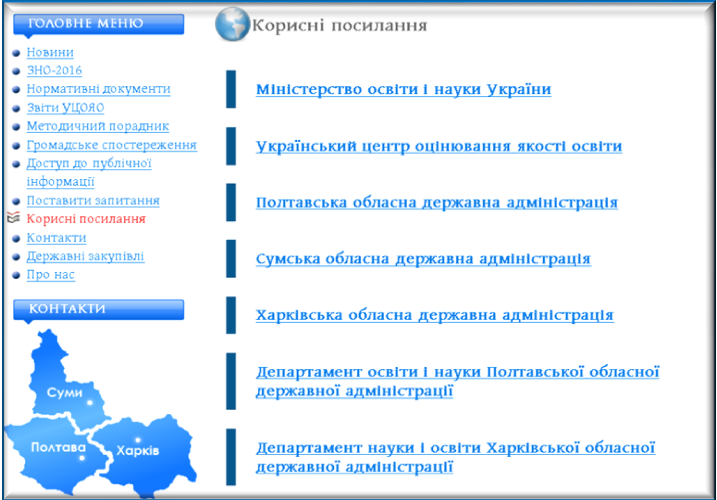 ГОЛОВНЕ МЕНЮ
Новини
ЗНО-2016
Нормативні документи
Звіти УЦОЯО
Методичний порадник
Громадське спостереження
Доступ до публічної
інформації
Поставити запитання
Корисні посилання
Контакти
Державні закупівлі
Про нас
КОНТАКТИ
Суми
Полтава
Харків
Корисні посилання
Міністерство освіти і науки України
Український центр оцінювання якості освіти
Полтавська обласна державна адміністрація
Сумська обласна державна адміністрація
Харківська обласна державна адміністрація
Департамент освіти і науки Полтавської обласної
державної адміністрації
Департамент науки і освіти Харківської обласної
державної адміністрації